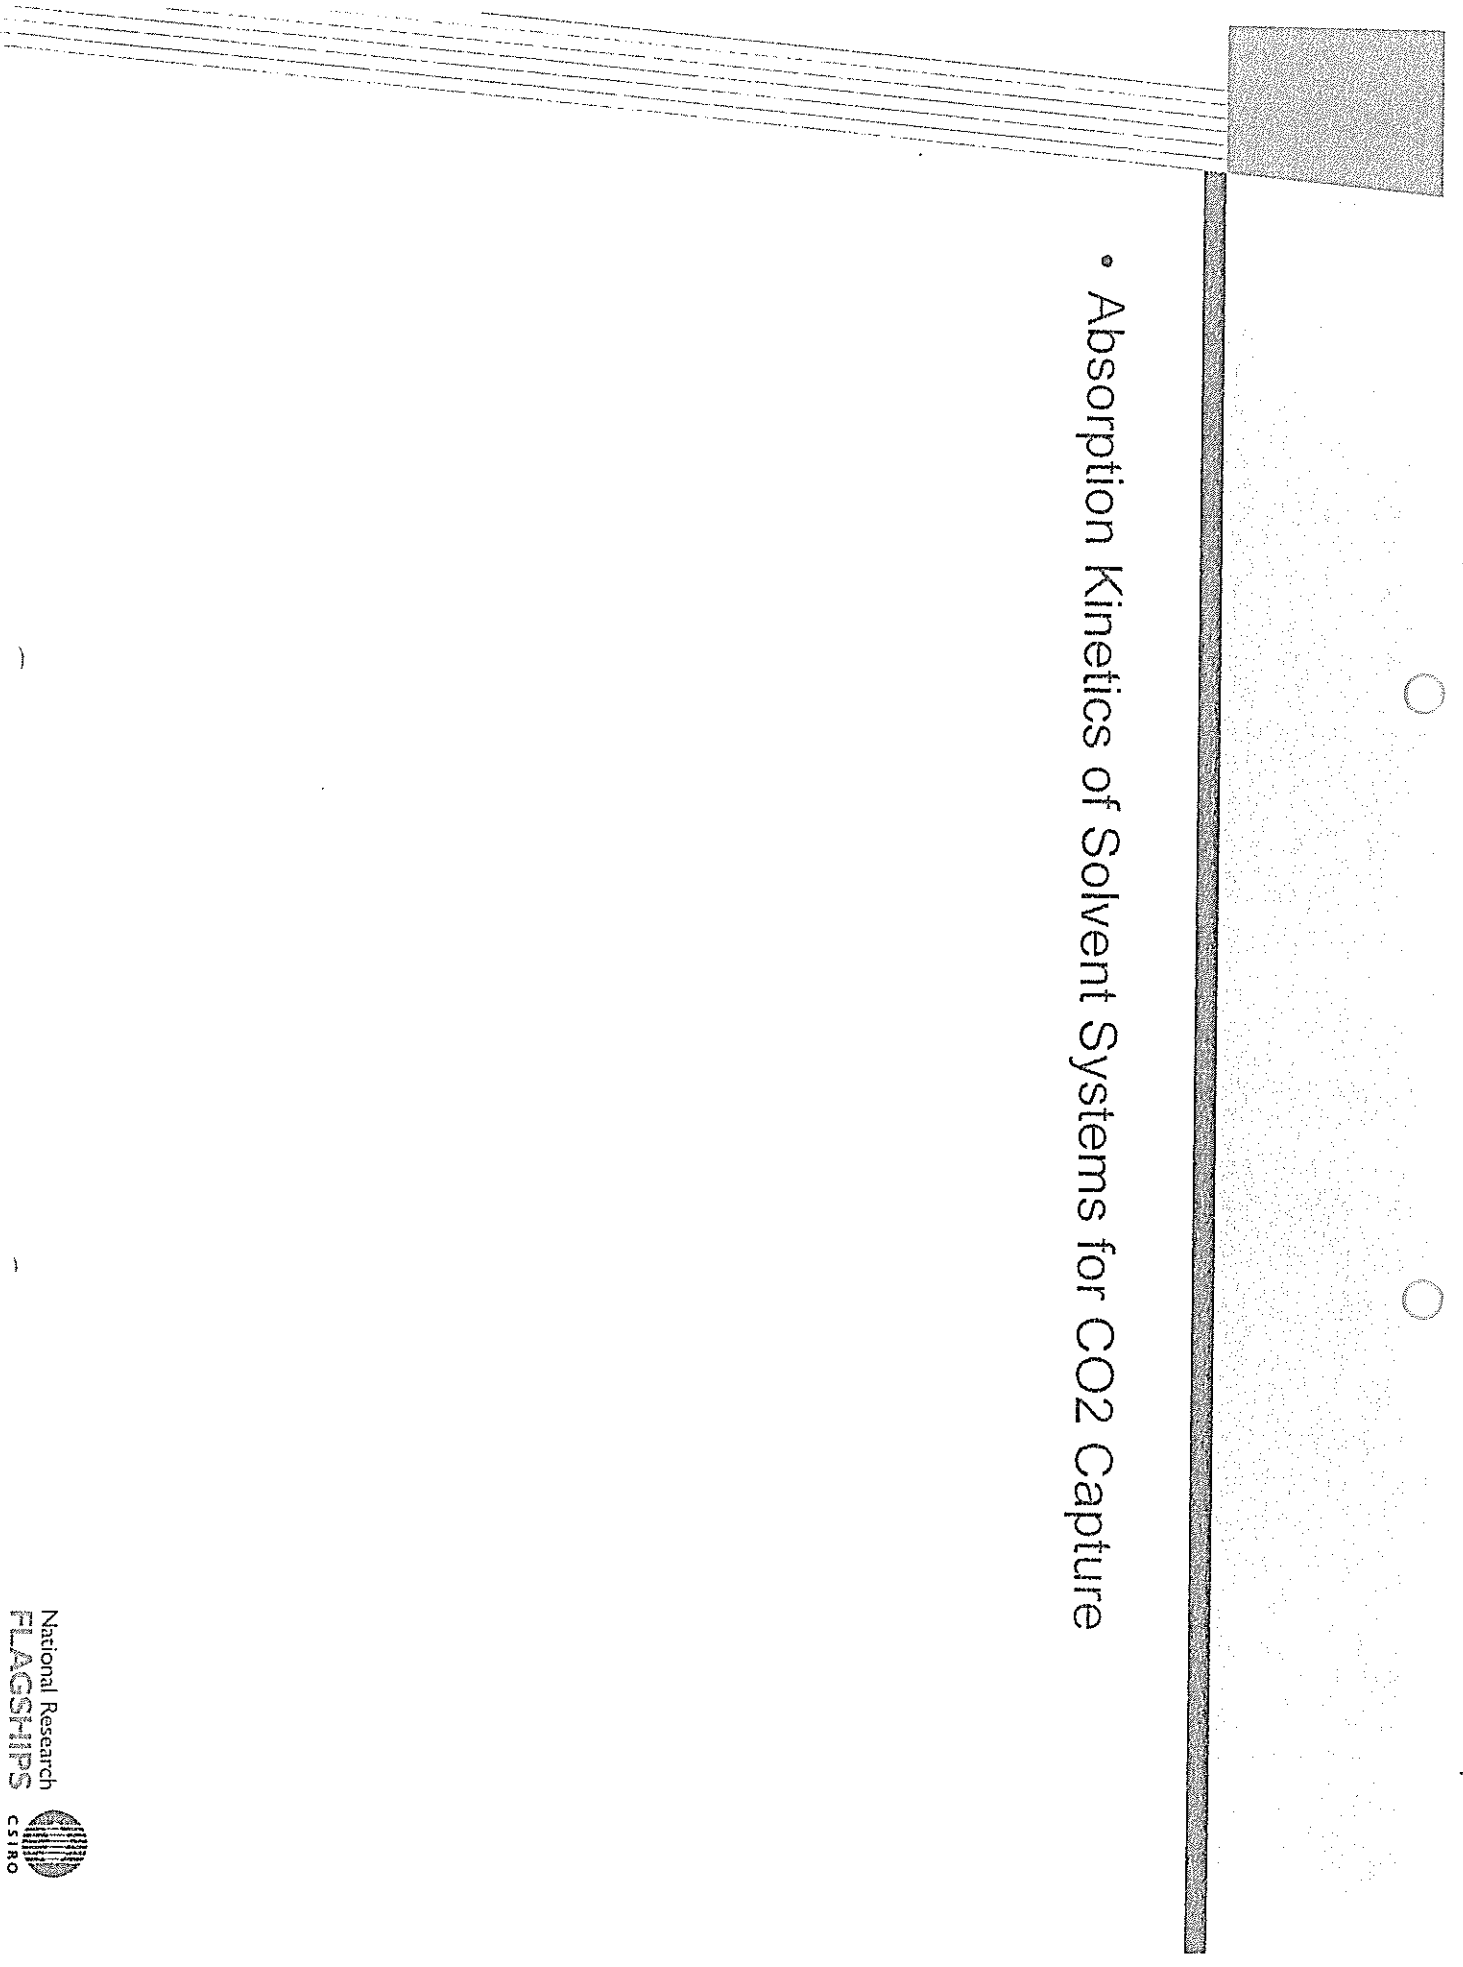 • Absorption Kinetics of Solvent Systems for CO2 Capture
National Research
FLAGSHIPS
CSIRO